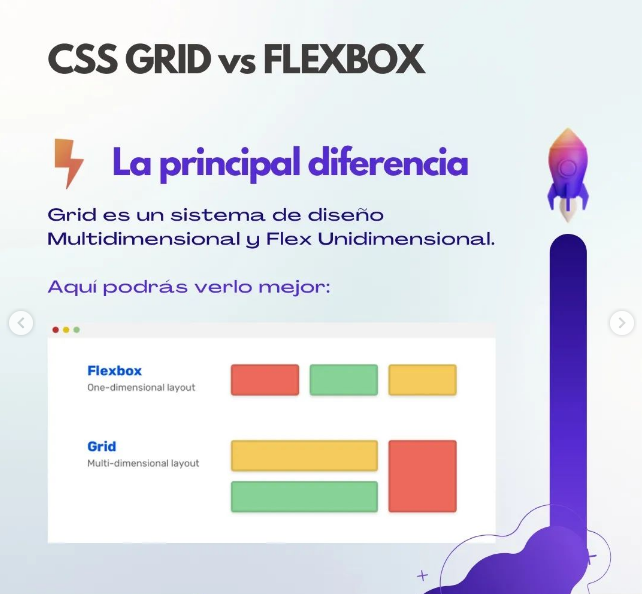 CSS GRID vs FLEXBOX
La principal diferencia
Grid es un sistema de diseño
Multidimensional y Flex Unidimensional.
Aquí podrás verlo mejor:
Flexbox
One-dimensional layout
Grid
Multi-dimensional layout